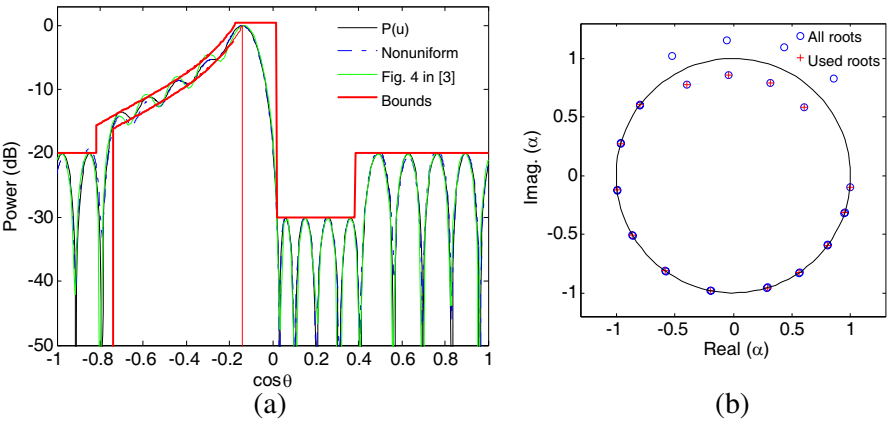 P(u)
Nonuniform
Fig. 4 in [3]
Bounds
0
-10
-20
-30
-40
-50
Power (dB)
-1 -0.8 -0.6 -0.4 -0.2 0 0.2 0.4 0.6 0.8 1
cosθ
(a)
All roots
Used roots
1
0.5
0
-0.5
-1
Imag. (α)
-1 -0.5 0 0.5 1
Real (α)
(b)